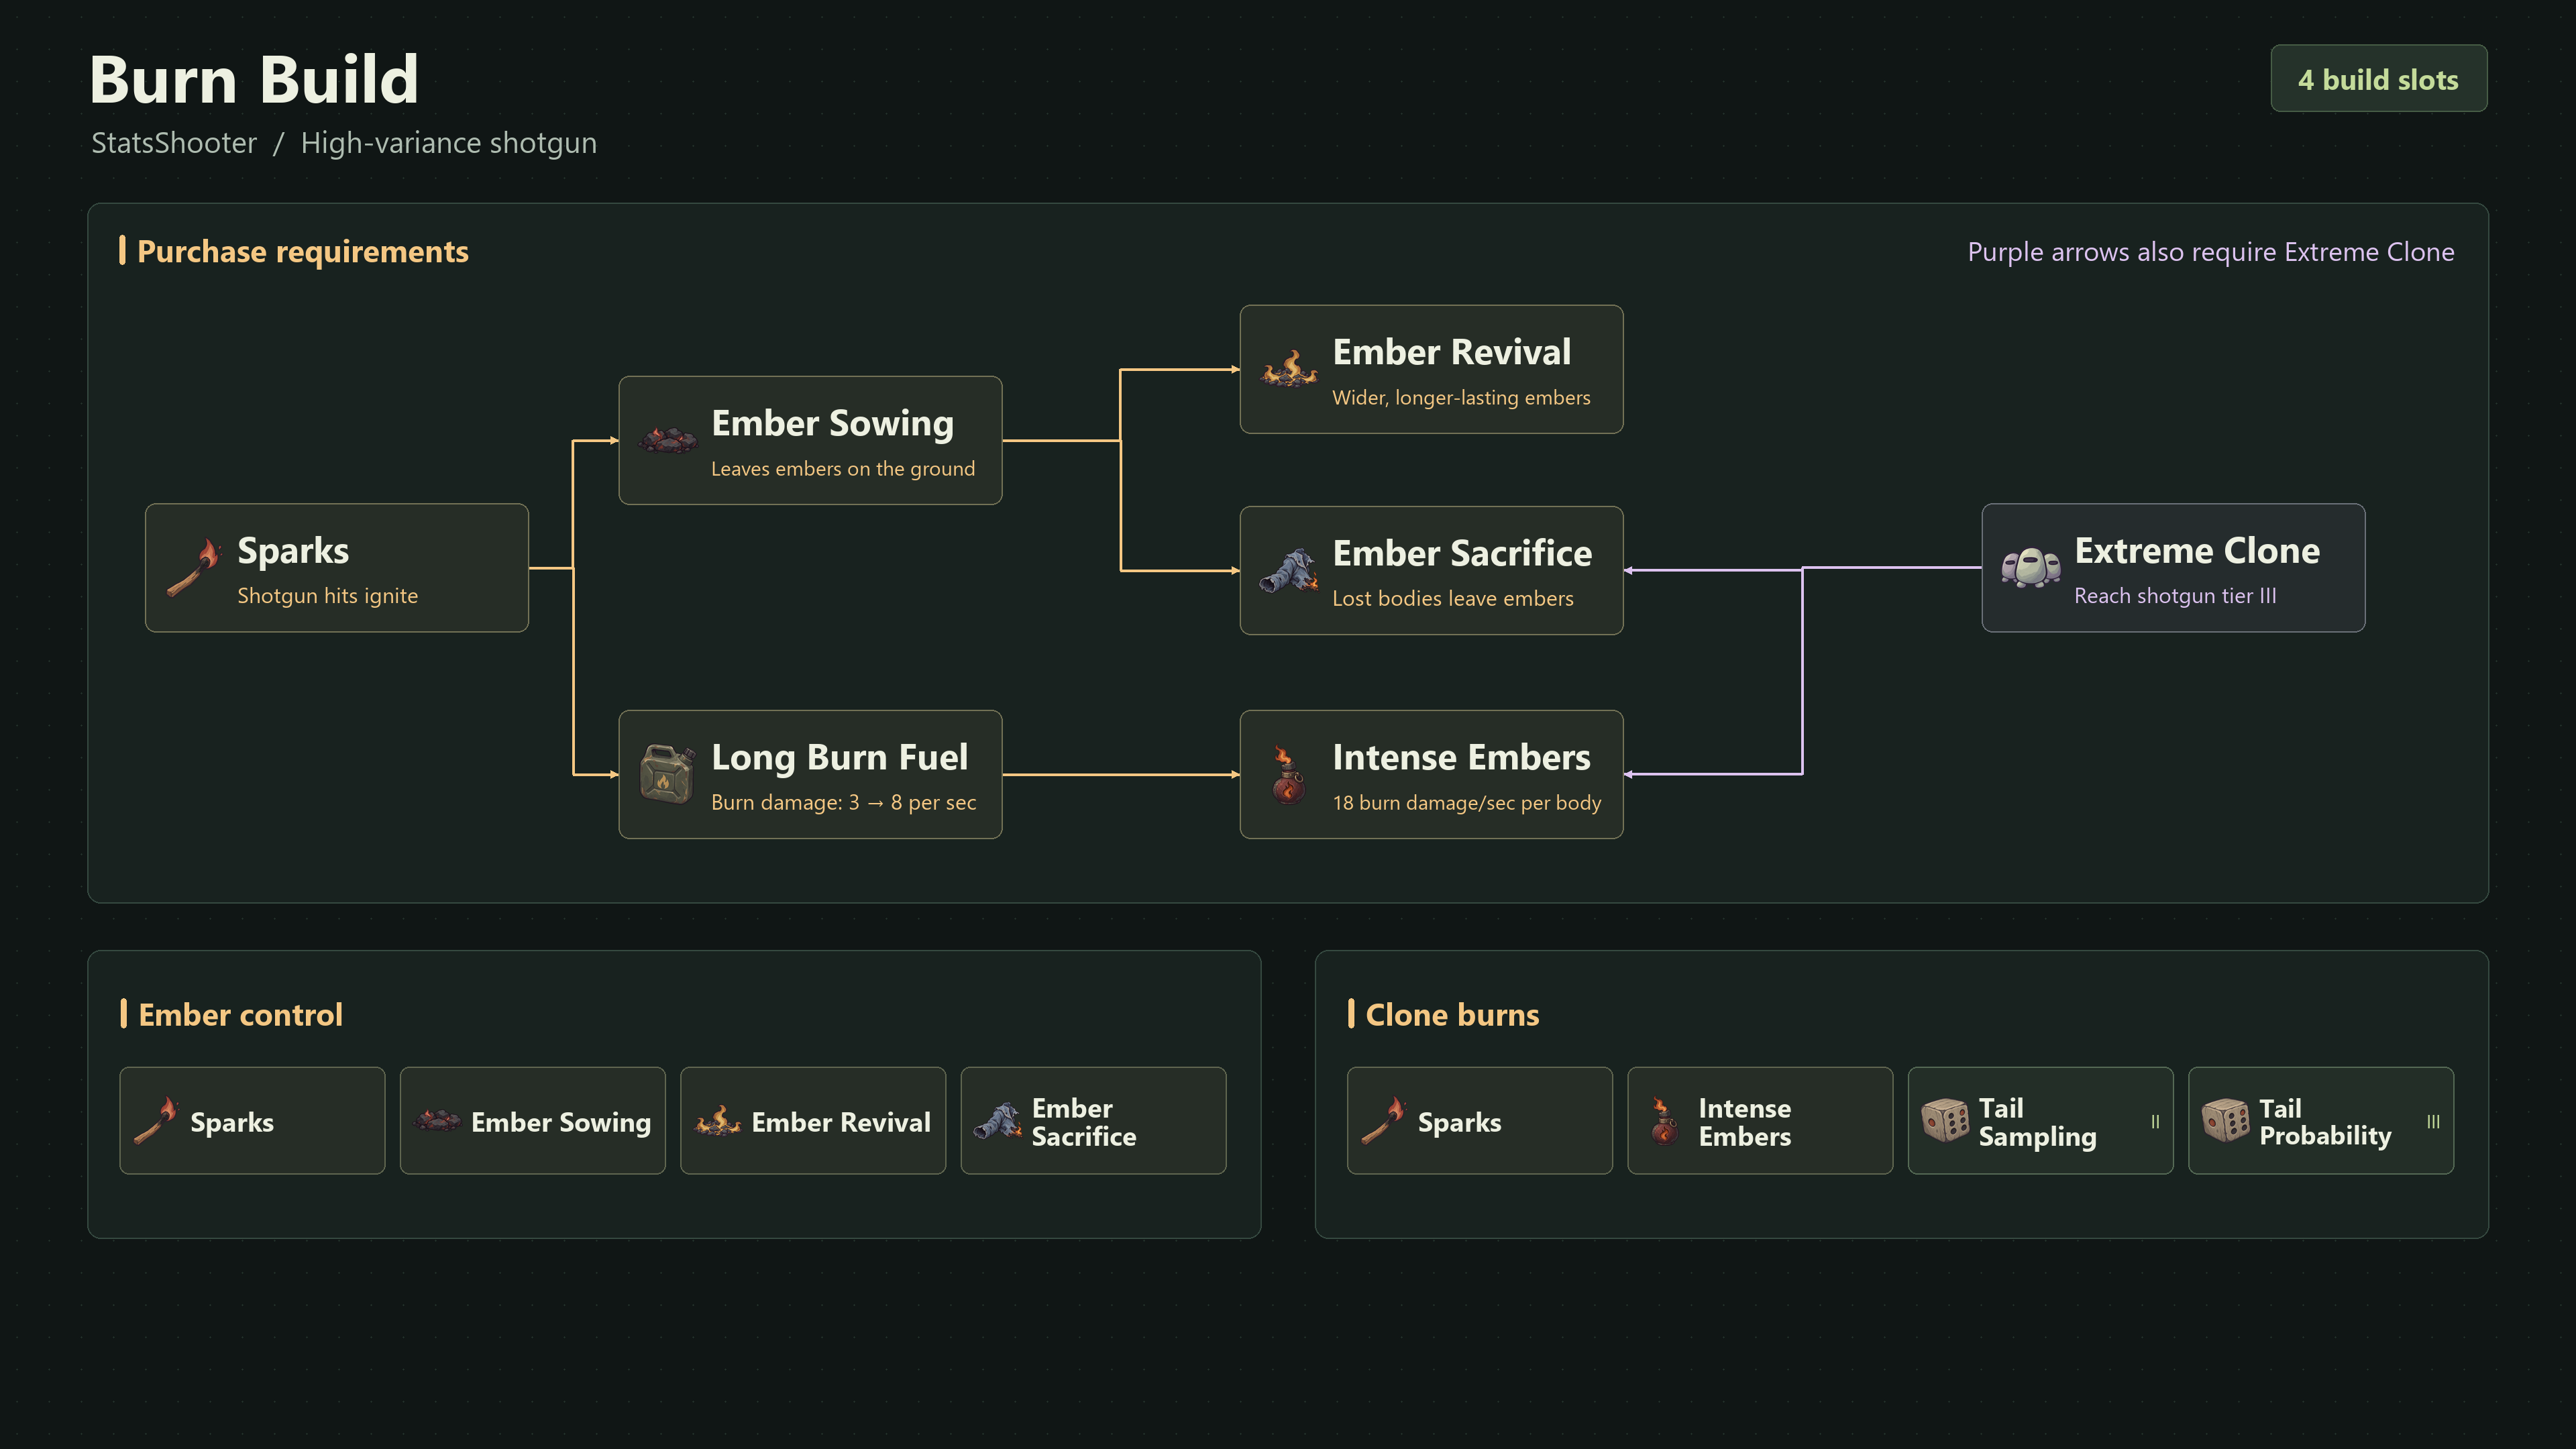 Burn Build
StatsShooter / High-variance shotgun
4 build slots
Purchase requirements
Purple arrows also require Extreme Clone
Sparks
Shotgun hits ignite
Ember Sowing
Leaves embers on the ground
Long Burn Fuel
Burn damage: 3 → 8 per sec
Ember Revival
Wider, longer-lasting embers
Ember Sacrifice
Lost bodies leave embers
Intense Embers
18 burn damage/sec per body
Extreme Clone
Reach shotgun tier III
Ember control
Sparks
Ember Sowing
Ember Revival
Ember
Sacrifice
Clone burns
Sparks
Intense
Embers
Tail
Sampling
II
Tail
Probability
III